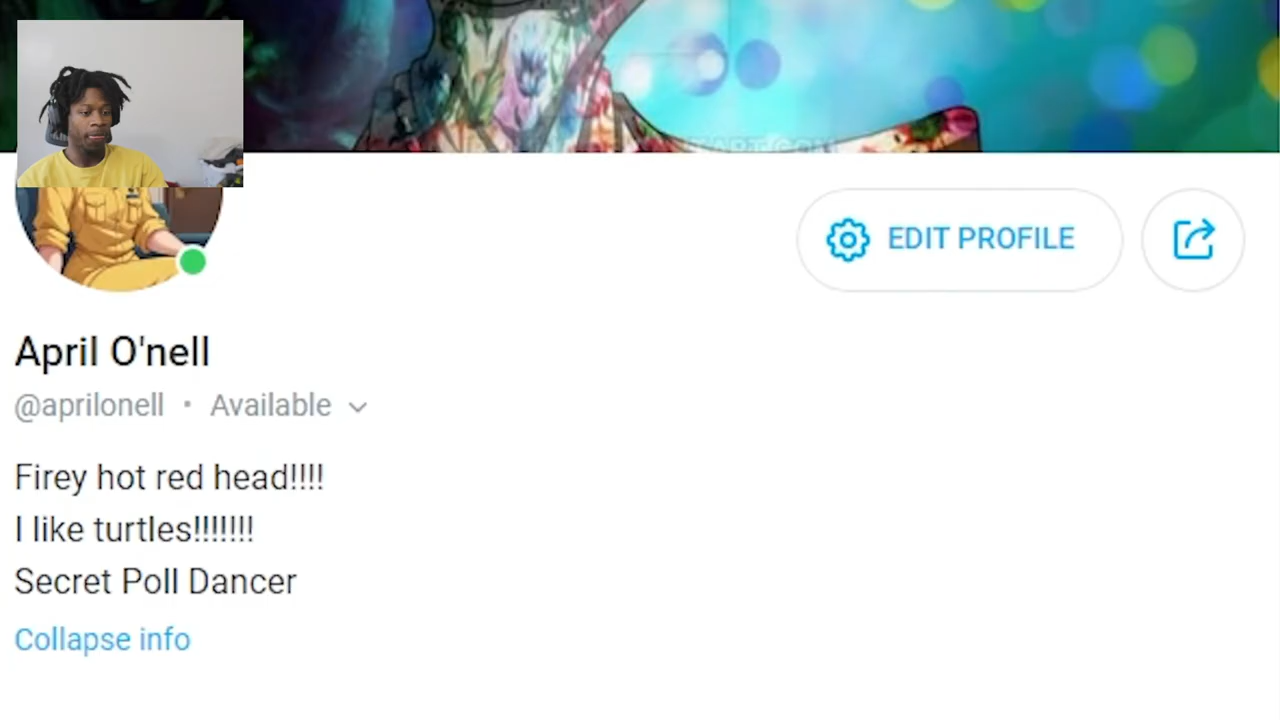 EDIT PROFILE
April O'nell
@aprilonell • Available
Firey hot red head!!!!
I like turtles!!!!!!!
Secret Poll Dancer
Collapse info